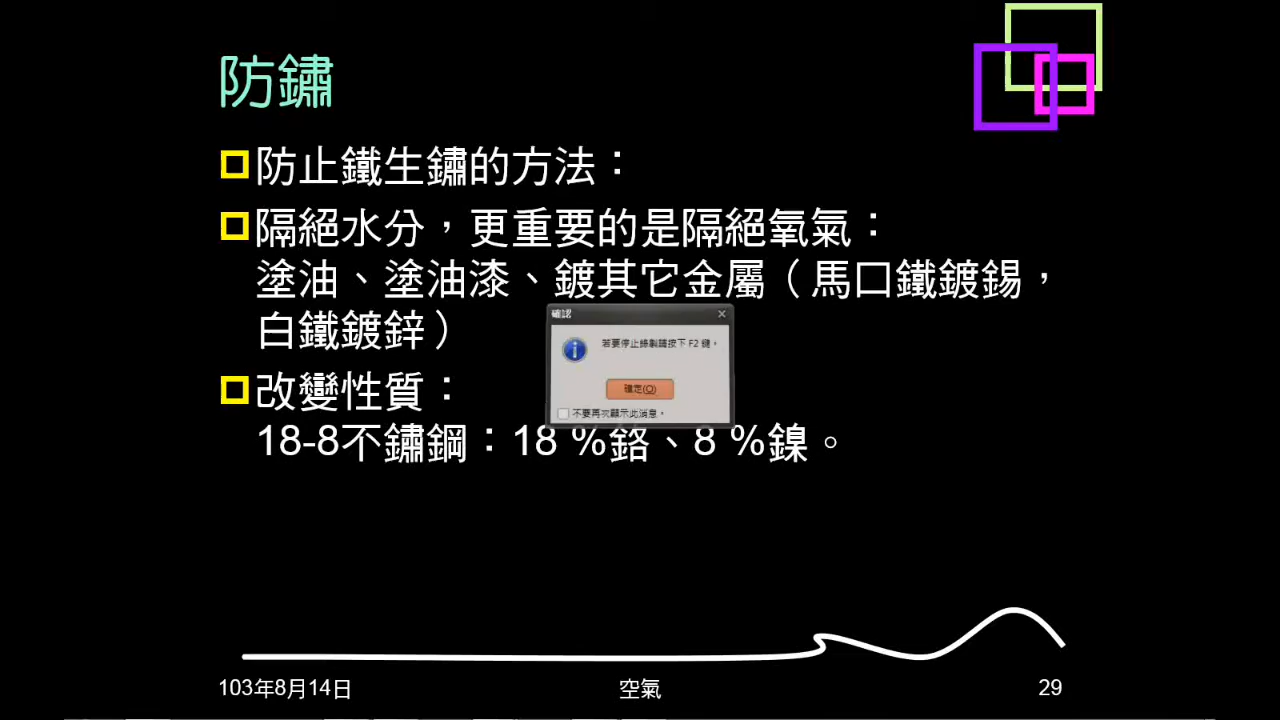 防鏽
防止鐵生鏽的方法：
隔絕水分，更重要的是隔絕氧氣：
塗油、塗油漆、鍍其它金屬（馬口鐵鍍錫，
白鐵鍍鋅）
確認
若要停止錄製請按下 F2 鍵。
確定(O)
不要再次顯示此消息。
改變性質：
18-8不鏽鋼：18 %鉻、8 %鎳。
103年8月14日
空氣
29